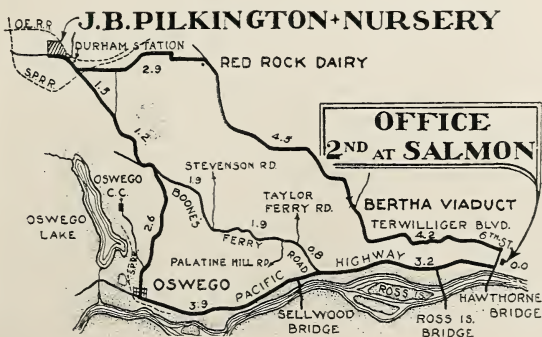 J.B. PILKINGTON + NURSERY
O.E.R.R.
DURHAM STATION
S.P.R.R.
2.9
RED ROCK DAIRY
1.5
1.2
4.5
OFFICE
2ND AT SALMON
STEVENSON RD.
1.9
OSWEGO
C.C.
BOONE'S
TAYLOR
FERRY RD.
BERTHA VIADUCT
TERWILLIGER BLVD.
6TH ST.
4.2
OSWEGO
LAKE
2.6
1.9
FERRY
0.8
ROAD
PALATINE HILL RD.
HIGHWAY
3.2
0.0
S.P.R.R.
OSWEGO
PACIFIC
3.9
ROSS IS.
SELLWOOD
BRIDGE
ROSS IS.
BRIDGE
HAWTHORNE
BRIDGE